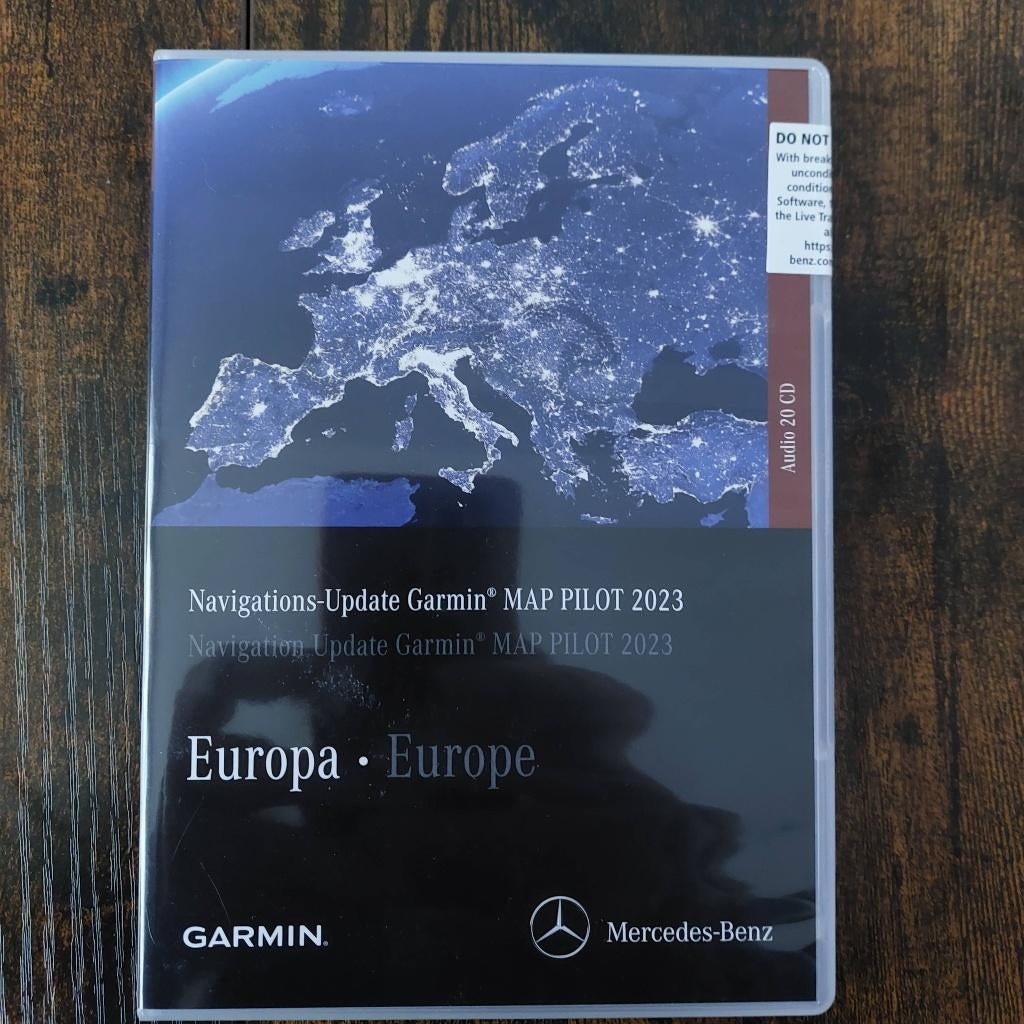 DO NOT
With break
uncondi
conditio
Software,
the Live Tra
a
https
benz.co
Audio 20 CD
Navigations-Update Garmin® MAP PILOT 2023
Navigation Update Garmin® MAP PILOT 2023
Europa · Europe
GARMIN®
Mercedes-Benz